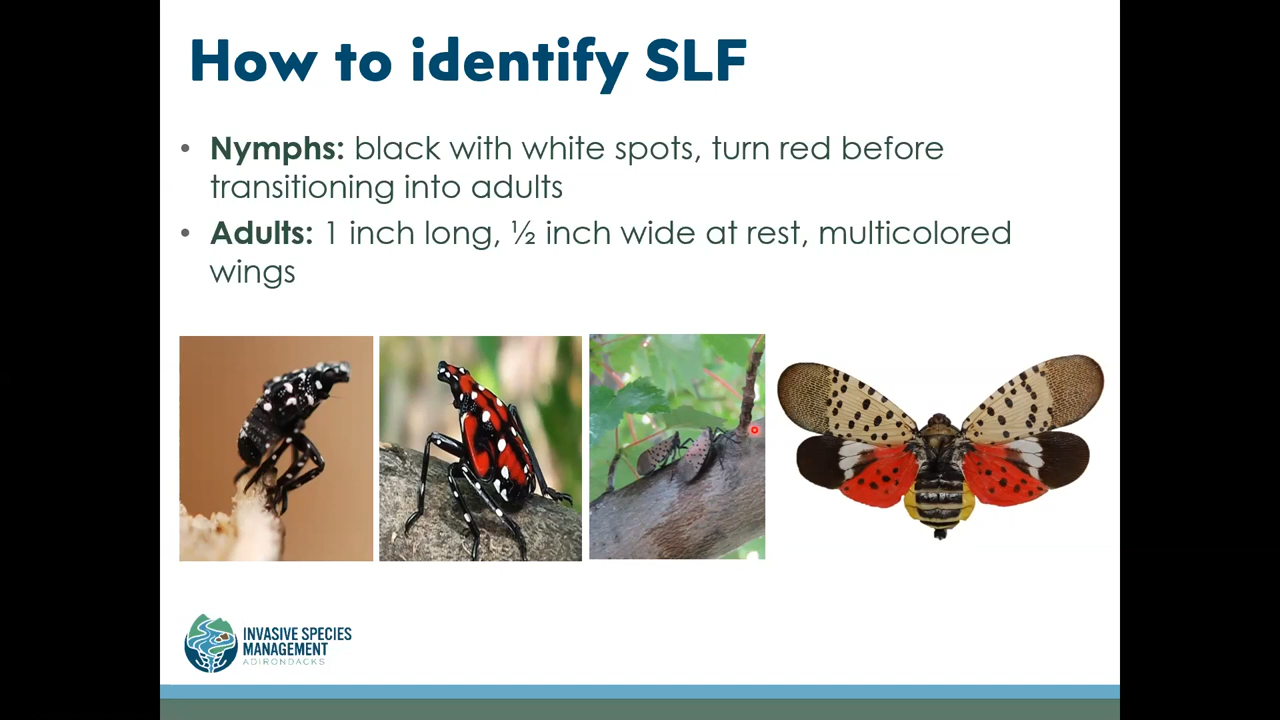 How to identify SLF
• Nymphs: black with white spots, turn red before
transitioning into adults
• Adults: 1 inch long, ½ inch wide at rest, multicolored
wings
INVASIVE SPECIES
MANAGEMENT
ADIRONDACKS